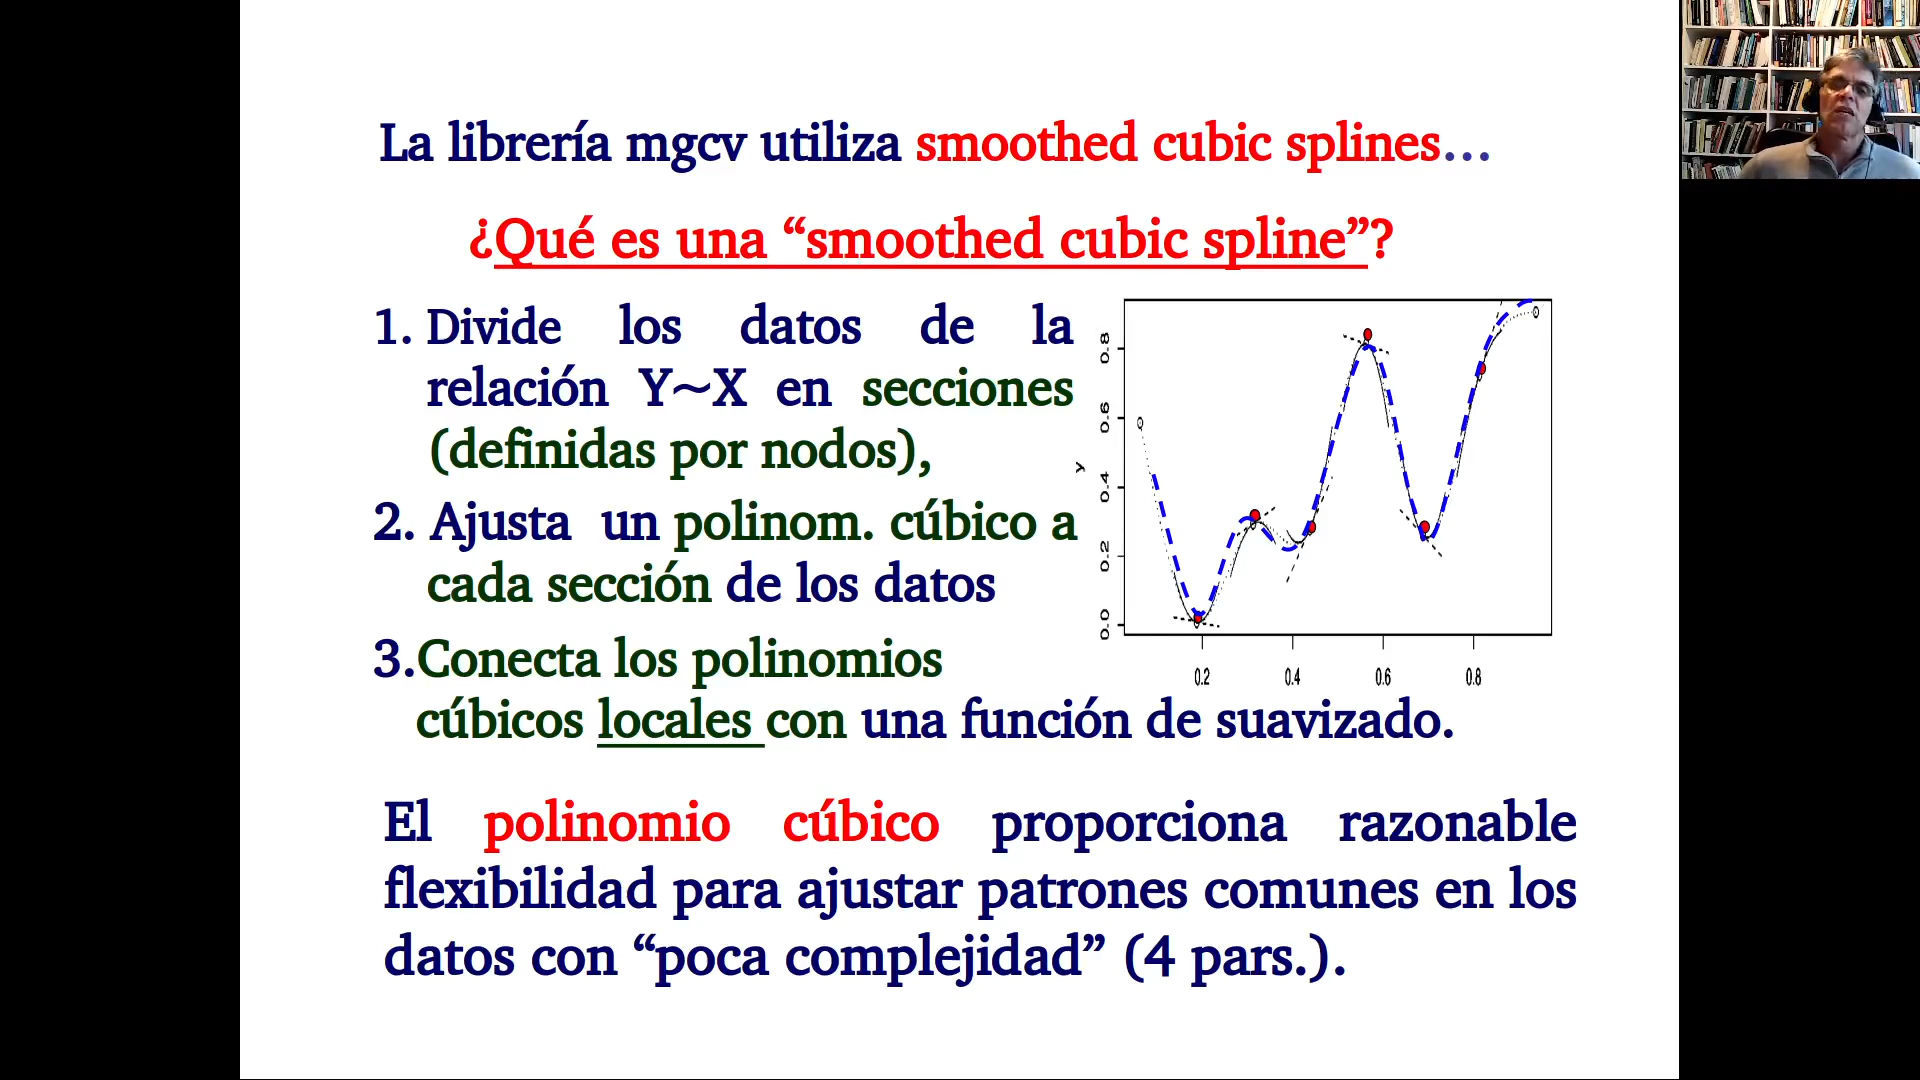 La librería mgcv utiliza smoothed cubic splines…
¿Qué es una “smoothed cubic spline”?
1. Divide los datos de la
relación Y~X en secciones
(definidas por nodos),
2. Ajusta un polinom. cúbico a
cada sección de los datos
3.Conecta los polinomios
cúbicos locales con una función de suavizado.
y
0.8
0.6
0.4
0.2
0.0
0.2 0.4 0.6 0.8
El polinomio cúbico proporciona razonable
flexibilidad para ajustar patrones comunes en los
datos con “poca complejidad” (4 pars.).